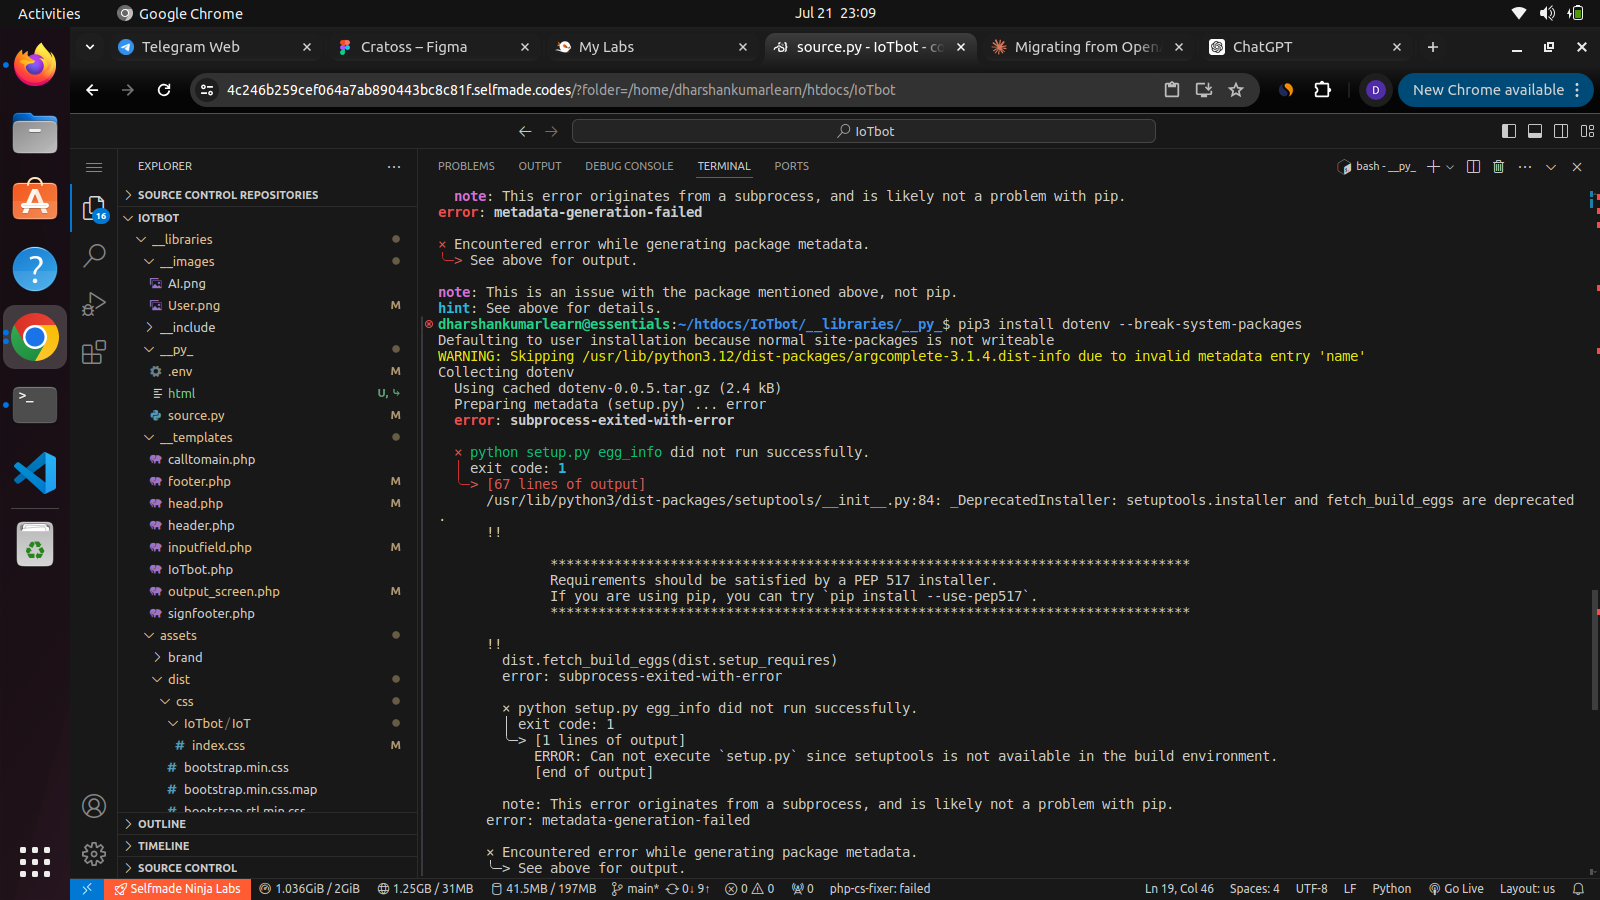 Activities
Google Chrome
Jul 21 23:09
Telegram Web
Cratoss – Figma
My Labs
source.py - IoTbot - co
Migrating from Open
ChatGPT
4c246b259cef064a7ab890443bc8c81f.selfmade.codes/?folder=/home/dharshankumarlearn/htdocs/IoTbot
D
New Chrome available
IoTbot
EXPLORER
SOURCE CONTROL REPOSITORIES
IOTBOT
__libraries
__images
AI.png
User.png M
__include
__py_
.env M
html U,
source.py M
__templates
calltomain.php
footer.php M
head.php M
header.php
inputfield.php M
IoTbot.php
output_screen.php M
signfooter.php
assets
brand
dist
css
IoTbot/IoT
index.css M
bootstrap.min.css
bootstrap.min.css.map
bootstrap.rtl.min.css
OUTLINE
TIMELINE
SOURCE CONTROL
16
PROBLEMS OUTPUT DEBUG CONSOLE TERMINAL PORTS
bash - __py_
note: This error originates from a subprocess, and is likely not a problem with pip.
error: metadata-generation-failed
× Encountered error while generating package metadata.
╰─> See above for output.
note: This is an issue with the package mentioned above, not pip.
hint: See above for details.
dharshankumarlearn@essentials:~/htdocs/IoTbot/__libraries/__py_$ pip3 install dotenv --break-system-packages
Defaulting to user installation because normal site-packages is not writeable
WARNING: Skipping /usr/lib/python3.12/dist-packages/argcomplete-3.1.4.dist-info due to invalid metadata entry 'name'
Collecting dotenv
Using cached dotenv-0.0.5.tar.gz (2.4 kB)
Preparing metadata (setup.py) ... error
error: subprocess-exited-with-error
× python setup.py egg_info did not run successfully.
│ exit code: 1
╰─> [67 lines of output]
/usr/lib/python3/dist-packages/setuptools/__init__.py:84: _DeprecatedInstaller: setuptools.installer and fetch_build_eggs are deprecated
.
!!
********************************************************************************
Requirements should be satisfied by a PEP 517 installer.
If you are using pip, you can try `pip install --use-pep517`.
********************************************************************************
!!
dist.fetch_build_eggs(dist.setup_requires)
error: subprocess-exited-with-error
× python setup.py egg_info did not run successfully.
│ exit code: 1
╰─> [1 lines of output]
ERROR: Can not execute `setup.py` since setuptools is not available in the build environment.
[end of output]
note: This error originates from a subprocess, and is likely not a problem with pip.
error: metadata-generation-failed
× Encountered error while generating package metadata.
╰─> See above for output.
Selfmade Ninja Labs 1.036GiB / 2GiB 1.25GB / 31MB 41.5MB / 197MB main* 0↓ 9↑ 0 0 0 php-cs-fixer: failed Ln 19, Col 46 Spaces: 4 UTF-8 LF Python Go Live Layout: us